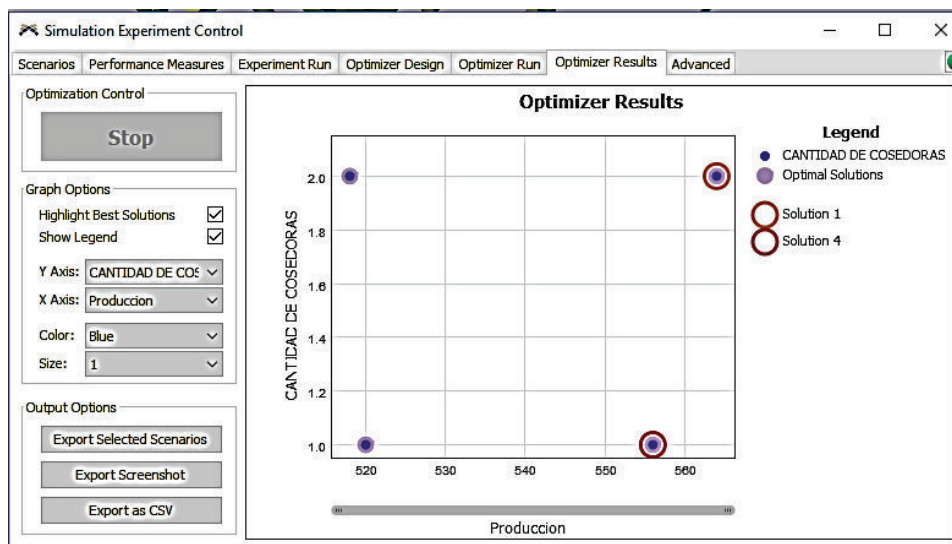 Simulation Experiment Control
Scenarios Performance Measures Experiment Run Optimizer Design Optimizer Run Optimizer Results Advanced
Optimization Control
Stop
Graph Options
Highlight Best Solutions
Show Legend
Y Axis: CANTIDAD DE COS
X Axis: Produccion
Color: Blue
Size: 1
Output Options
Export Selected Scenarios
Export Screenshot
Export as CSV
Optimizer Results
CANTIDAD DE COSEDORAS
2.0
1.8
1.6
1.4
1.2
1.0
520 530 540 550 560
Produccion
Legend
CANTIDAD DE COSEDORAS
Optimal Solutions
Solution 1
Solution 4